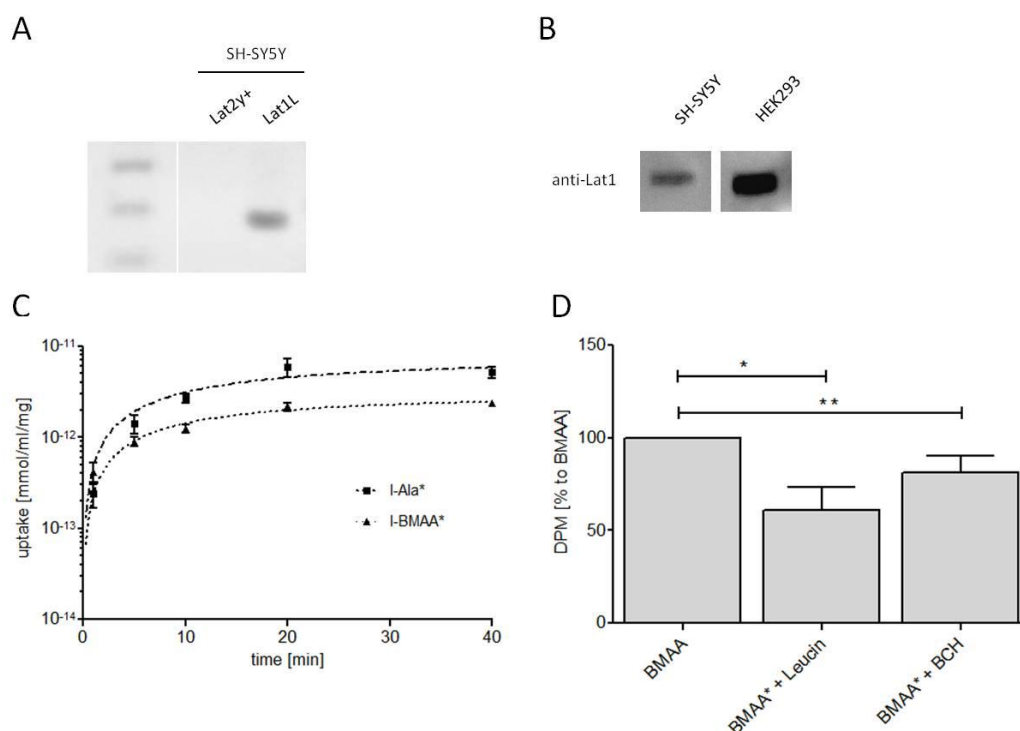 A
SH-SY5Y
Lat2y+
Lat1L
B
SH-SY5Y
HEK293
anti-Lat1
C
10-11
10-12
10-13
10-14
uptake [mmol/ml/mg]
l-Ala*
l-BMAA*
0
10
20
30
40
time [min]
D
150
100
50
0
DPM [% to BMAA]
*
**
BMAA
BMAA* + Leucin
BMAA* + BCH